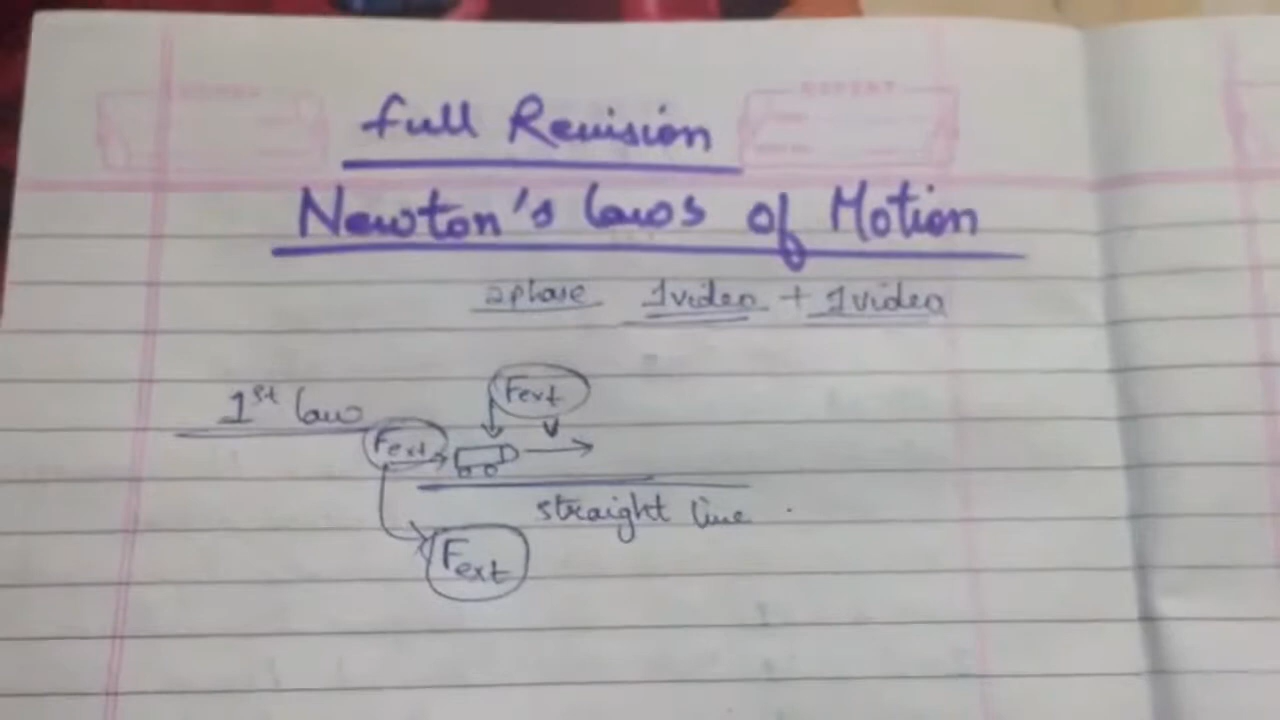 full Revision
Newton's laws of Motion
2phase 1video + 1video
1st law
Fext
Fext
V
straight line
Fext